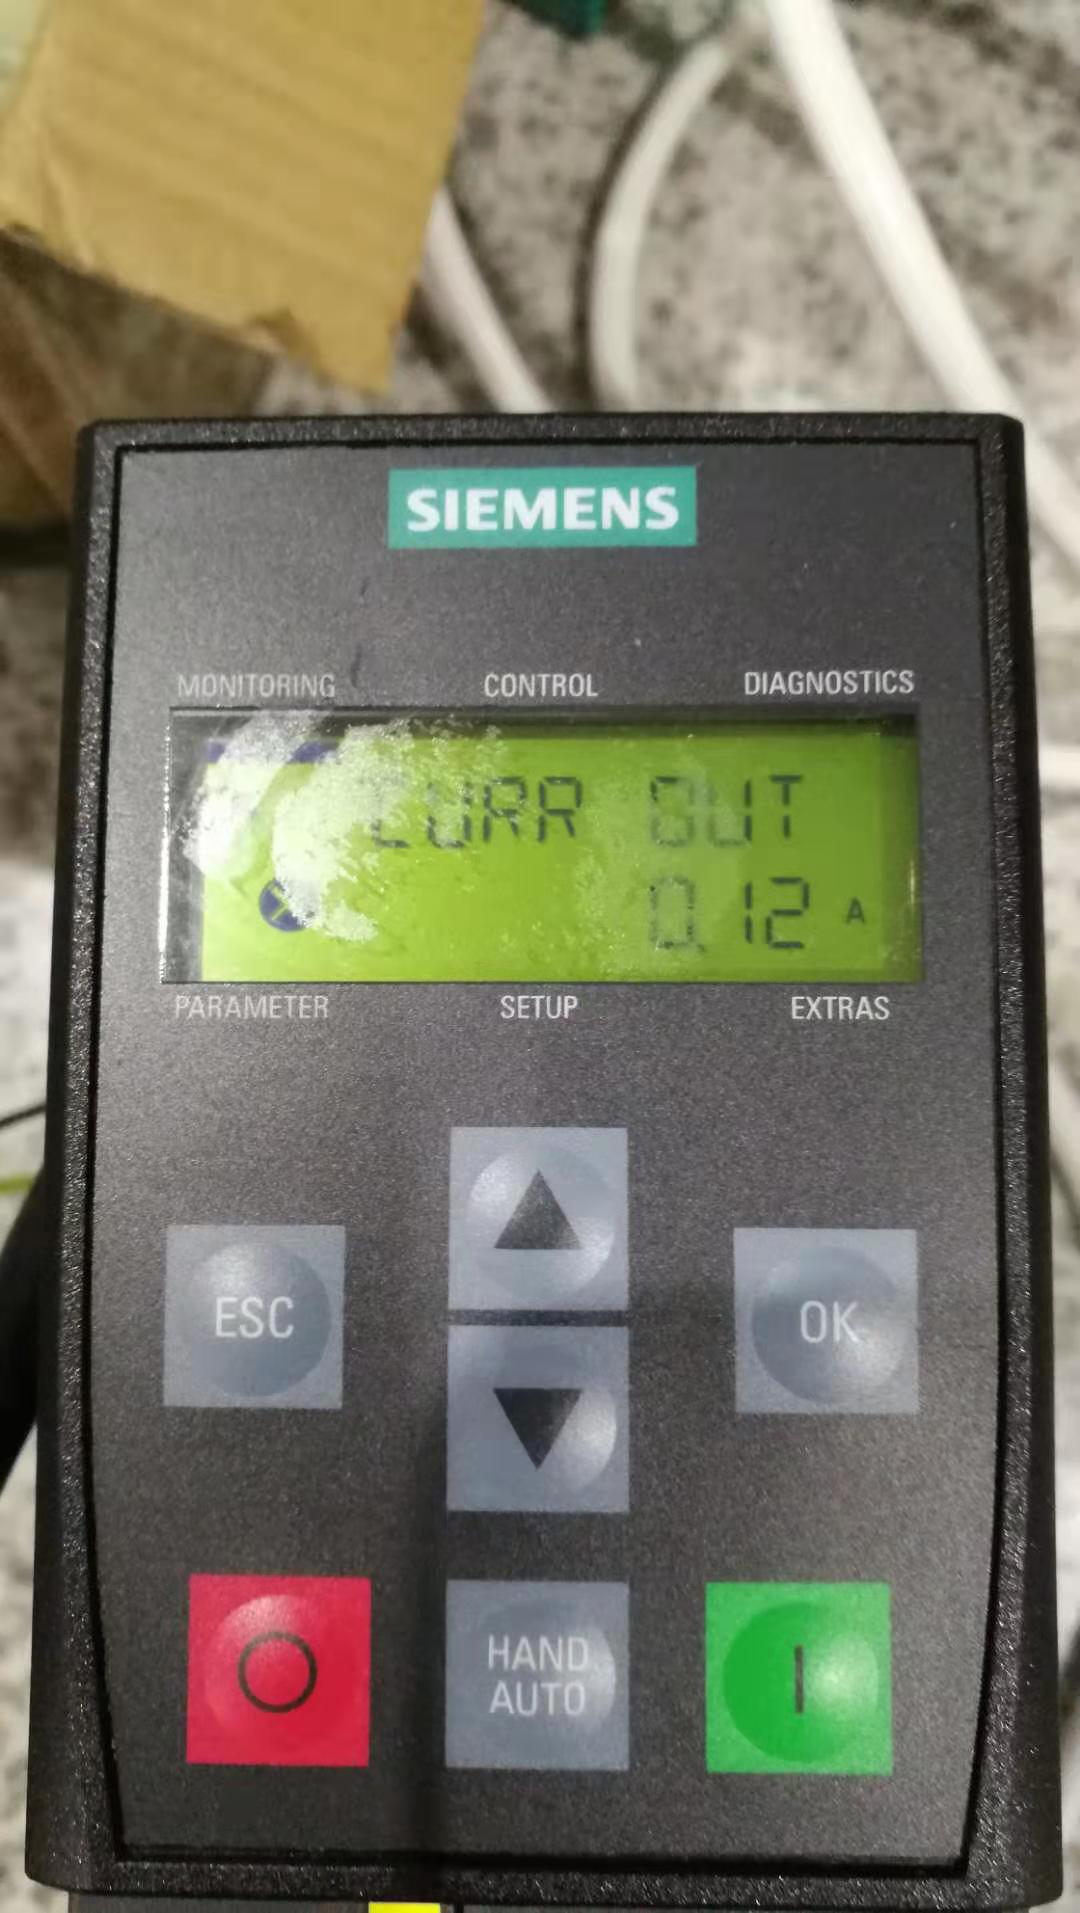 SIEMENS
MONITORING CONTROL DIAGNOSTICS
CURR OUT
0.12 A
PARAMETER SETUP EXTRAS
ESC
OK
HAND
AUTO